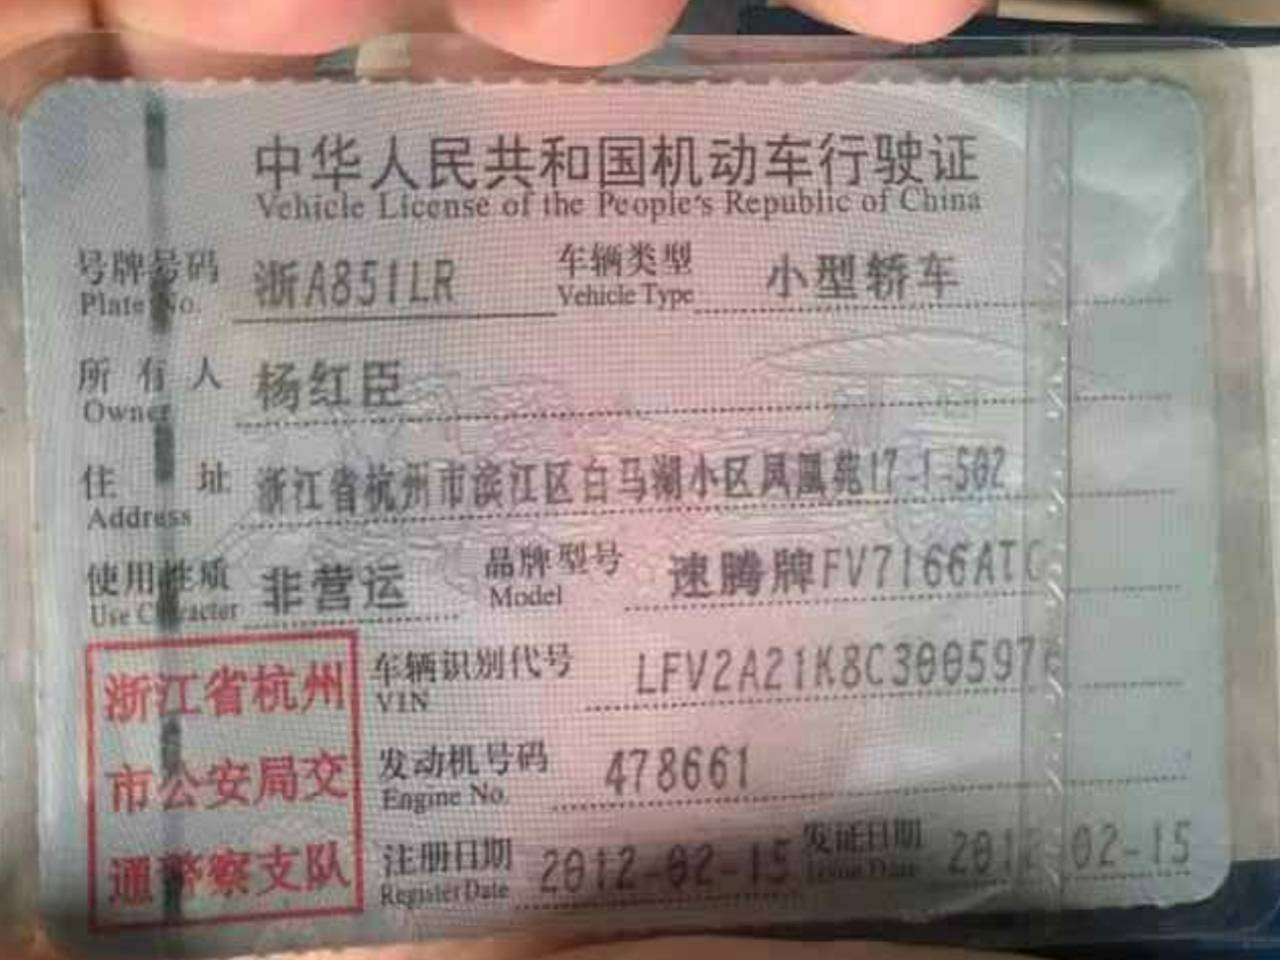 中华人民共和国机动车行驶证
Vehicle License of the People's Republic of China
号牌号码 浙A851LR 车辆类型 小型轿车
Plate No. Vehicle Type
所有人 杨红臣
Owner
住址 浙江省杭州市滨江区白马湖小区凤凰苑17-1-502
Address
使用性质 非营运 品牌型号 速腾牌FV7166ATG
Use Character Model
浙江省杭州 车辆识别代号 LFV2A21K8C3005976
VIN
市公安局交 发动机号码 478661
Engine No.
通警察支队 注册日期 2012-02-15 发证日期 2012-02-15
Register Date Issue Date